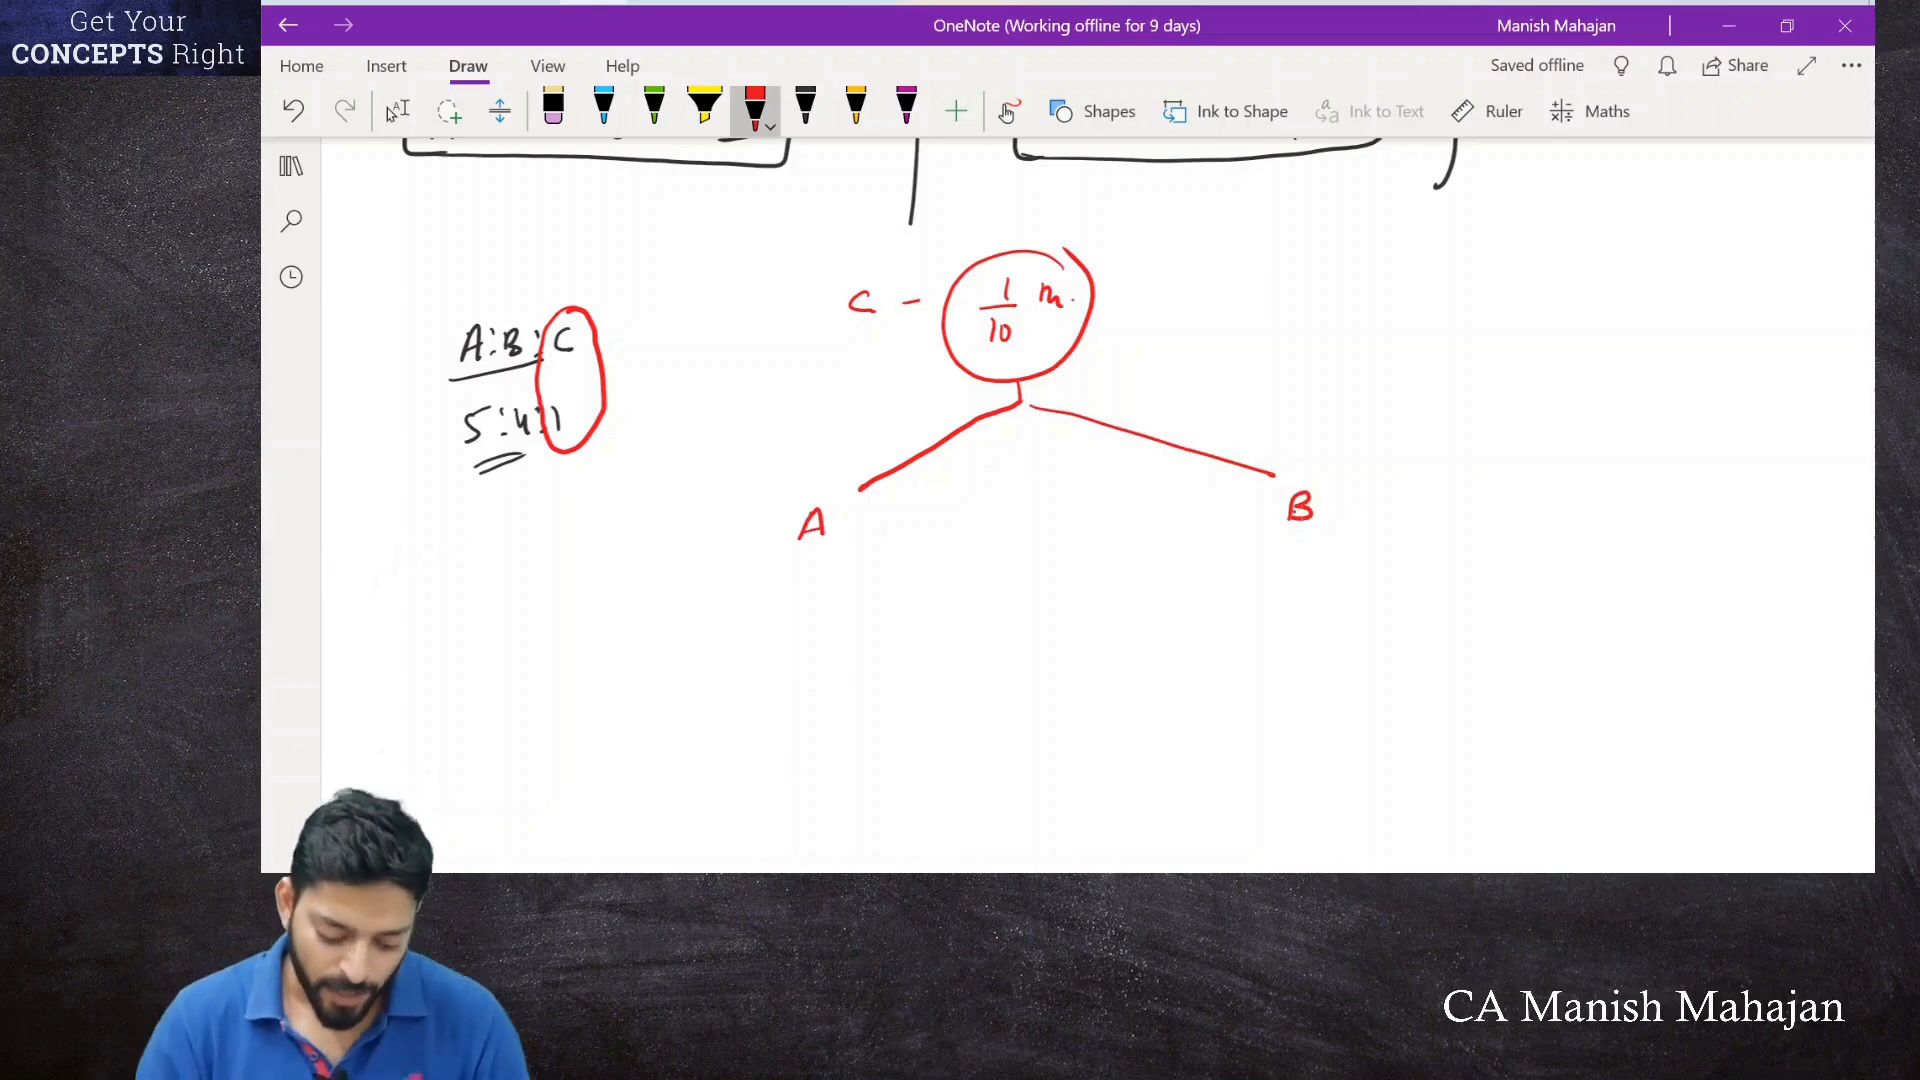 Get Your
CONCEPTS Right
OneNote (Working offline for 9 days)
Manish Mahajan
Home Insert Draw View Help
Saved offline
Share
Shapes
Ink to Shape
Ink to Text
Ruler
Maths
C - 1/10 th.
A:B:C
5:4:1
A
B
CA Manish Mahajan